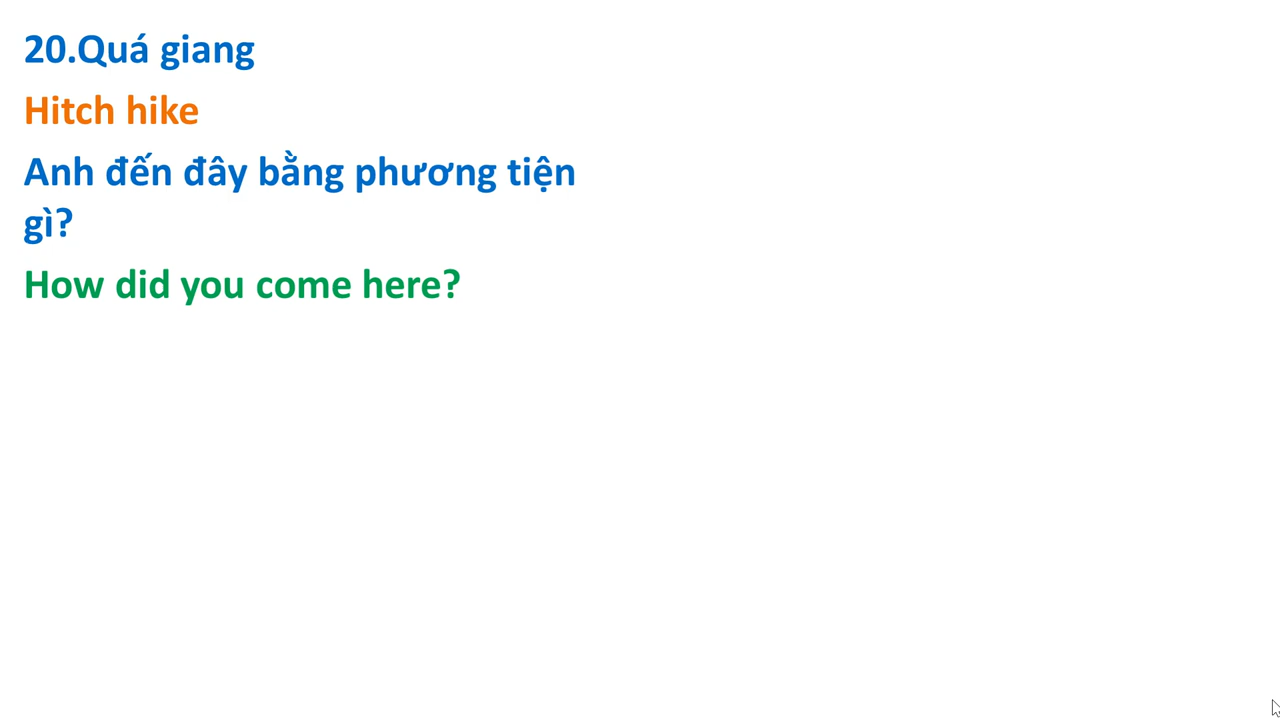 20.Quá giang
Hitch hike
Anh đến đây bằng phương tiện
gì?
How did you come here?